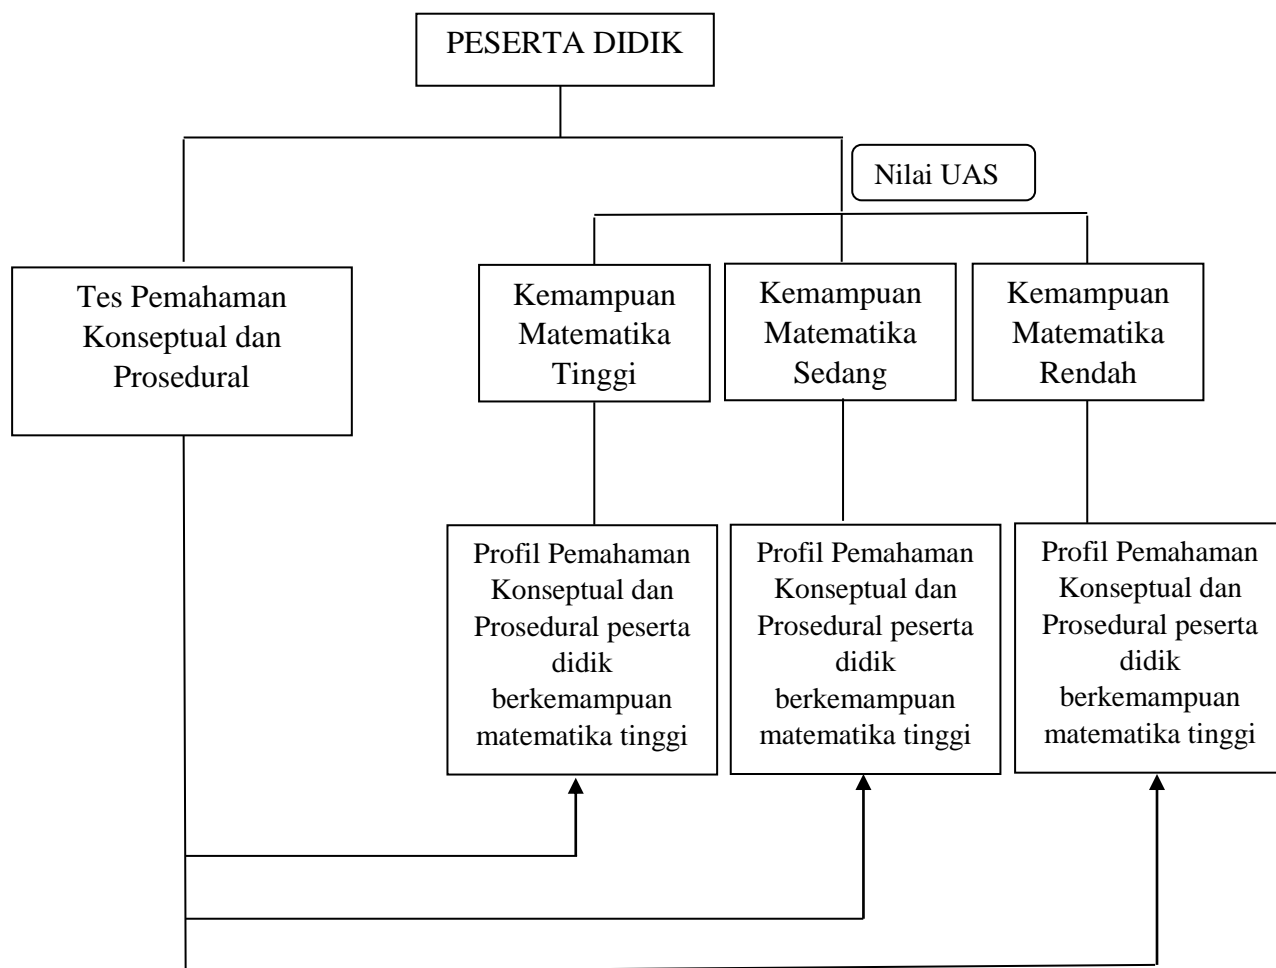 PESERTA DIDIK
Nilai UAS
Tes Pemahaman
Konseptual dan
Prosedural
Kemampuan
Matematika
Tinggi
Kemampuan
Matematika
Sedang
Kemampuan
Matematika
Rendah
Profil Pemahaman
Konseptual dan
Prosedural peserta
didik
berkemampuan
matematika tinggi
Profil Pemahaman
Konseptual dan
Prosedural peserta
didik
berkemampuan
matematika tinggi
Profil Pemahaman
Konseptual dan
Prosedural peserta
didik
berkemampuan
matematika tinggi